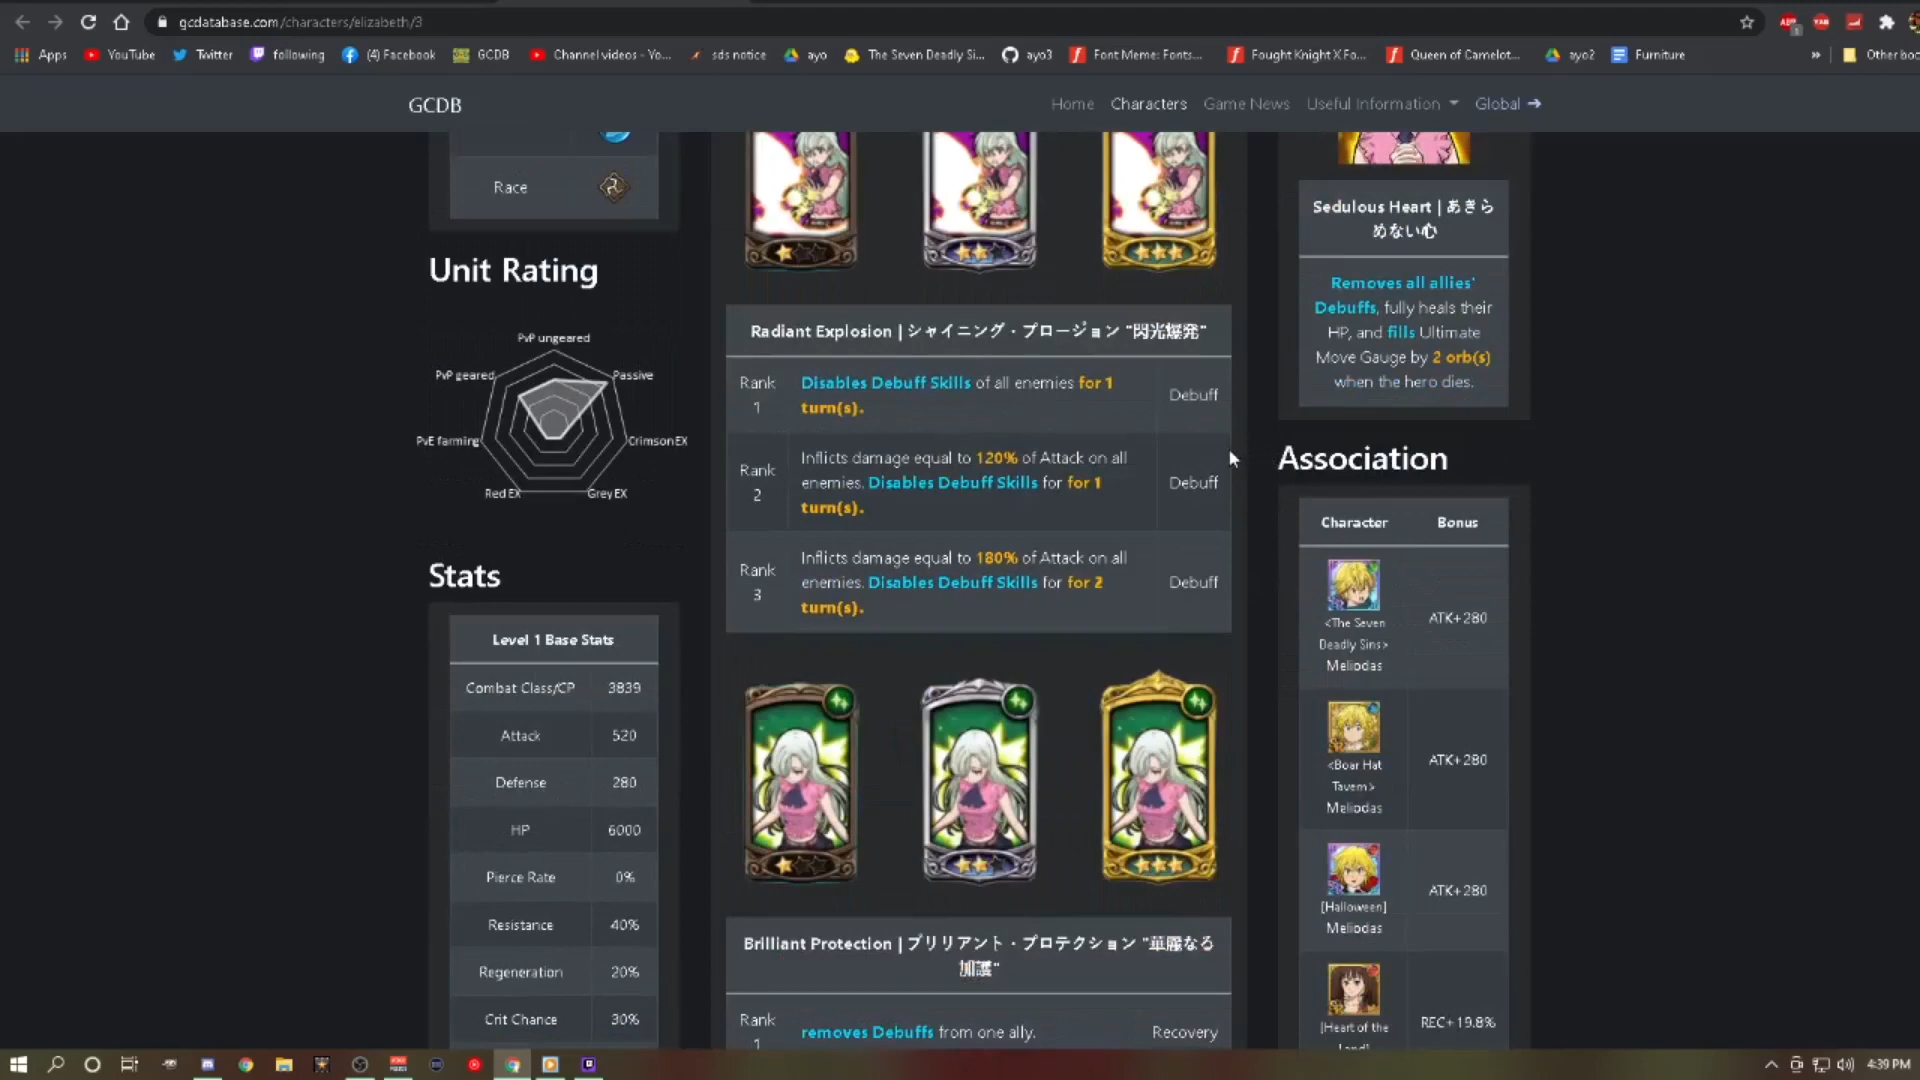 gcdatabase.com/characters/elizabeth/3
Apps YouTube Twitter following (4) Facebook GCDB Channel videos - Yo... sds notice ayo The Seven Deadly Si... ayo3 Font Meme: Fonts... Fought Knight X Fo... Queen of Camelot... ayo2 Furniture » Other boo
GCDB
Home Characters Game News Useful Information Global
Race
Unit Rating
PvP ungeared
PvP geared
Passive
PvE farming
Crimson EX
Red EX
Grey EX
Stats
Level 1 Base Stats
Combat Class/CP 3839
Attack 520
Defense 280
HP 6000
Pierce Rate 0%
Resistance 40%
Regeneration 20%
Crit Chance 30%
Radiant Explosion | シャイニング・プロージョン "閃光爆発"
Rank
1
Disables Debuff Skills of all enemies for 1
turn(s).
Debuff
Rank
2
Inflicts damage equal to 120% of Attack on all
enemies. Disables Debuff Skills for for 1
turn(s).
Debuff
Rank
3
Inflicts damage equal to 180% of Attack on all
enemies. Disables Debuff Skills for for 2
turn(s).
Debuff
Brilliant Protection | ブリリアント・プロテクション "華麗なる
加護"
Rank
1
removes Debuffs from one ally.
Recovery
Sedulous Heart | あきら
めない心
Removes all allies'
Debuffs, fully heals their
HP, and fills Ultimate
Move Gauge by 2 orb(s)
when the hero dies.
Association
Character Bonus
<The Seven
Deadly Sins>
Meliodas
ATK+280
<Boar Hat
Tavern>
Meliodas
ATK+280
[Halloween]
Meliodas
ATK+280
[Heart of the
Land]
REC+19.8%
4:39 PM